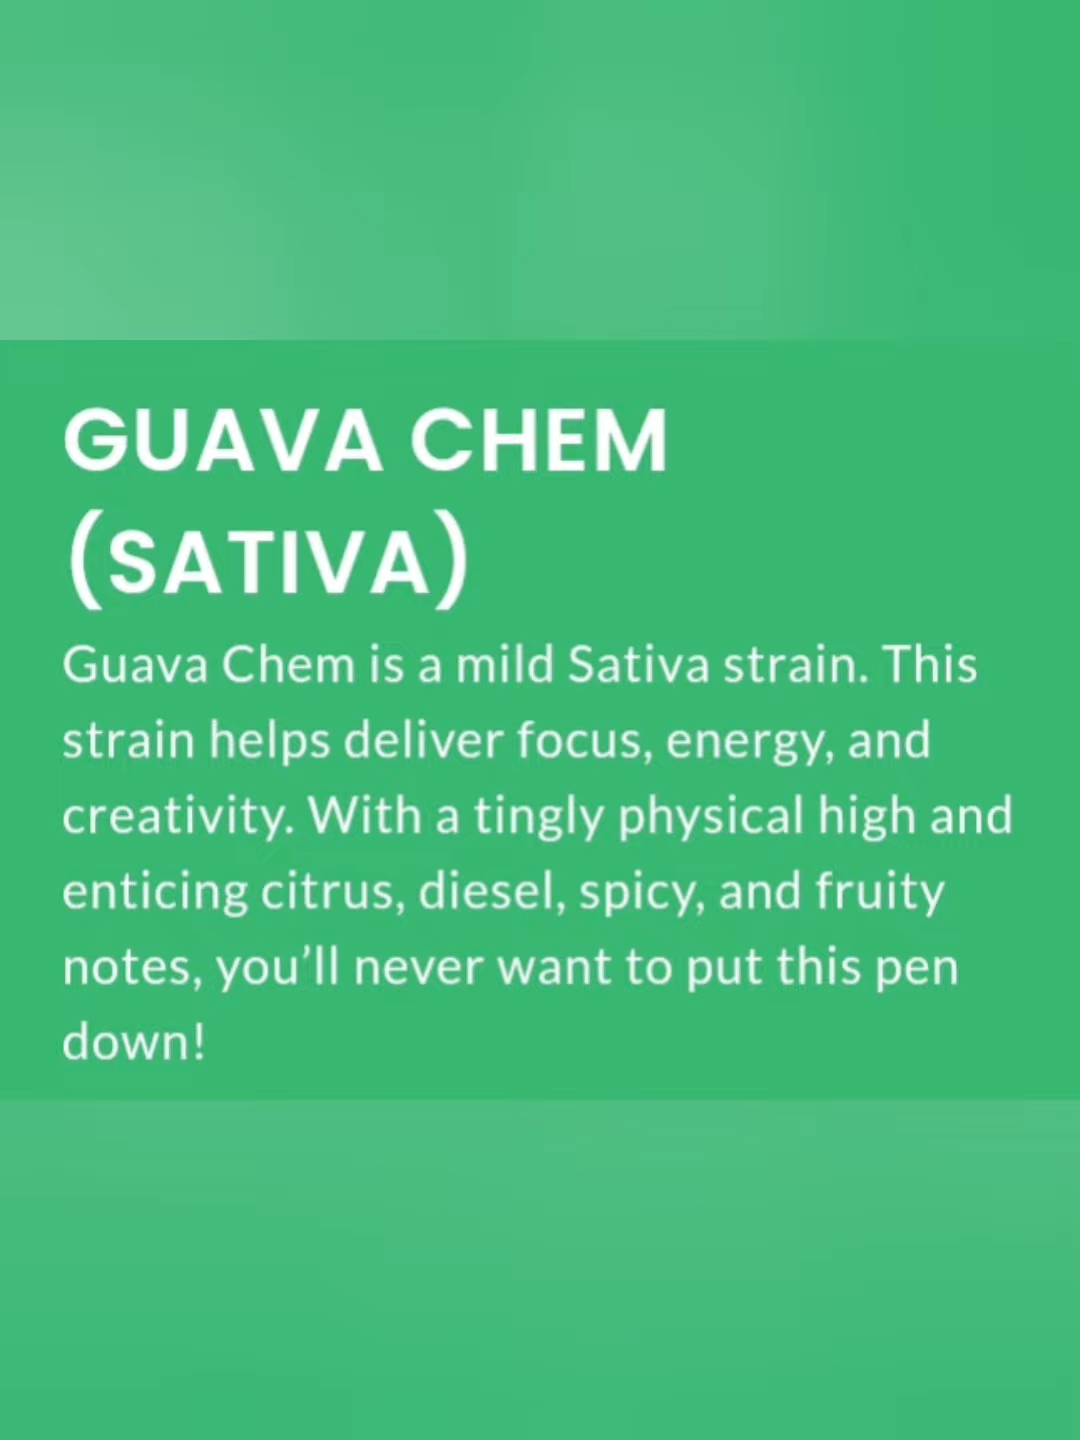 GUAVA CHEM
(SATIVA)
Guava Chem is a mild Sativa strain. This
strain helps deliver focus, energy, and
creativity. With a tingly physical high and
enticing citrus, diesel, spicy, and fruity
notes, you’ll never want to put this pen
down!